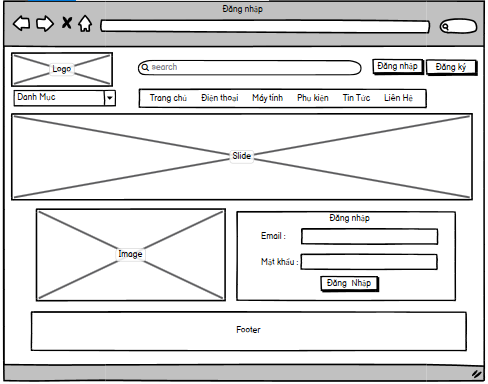 Đăng nhập
Logo
search
Đăng nhập
Đăng ký
Danh Mục
Trang chủ Điện thoại Máy tính Phụ kiện Tin Tức Liên Hệ
Slide
Image
Đăng nhập
Email :
Mật khẩu :
Đăng Nhập
Footer